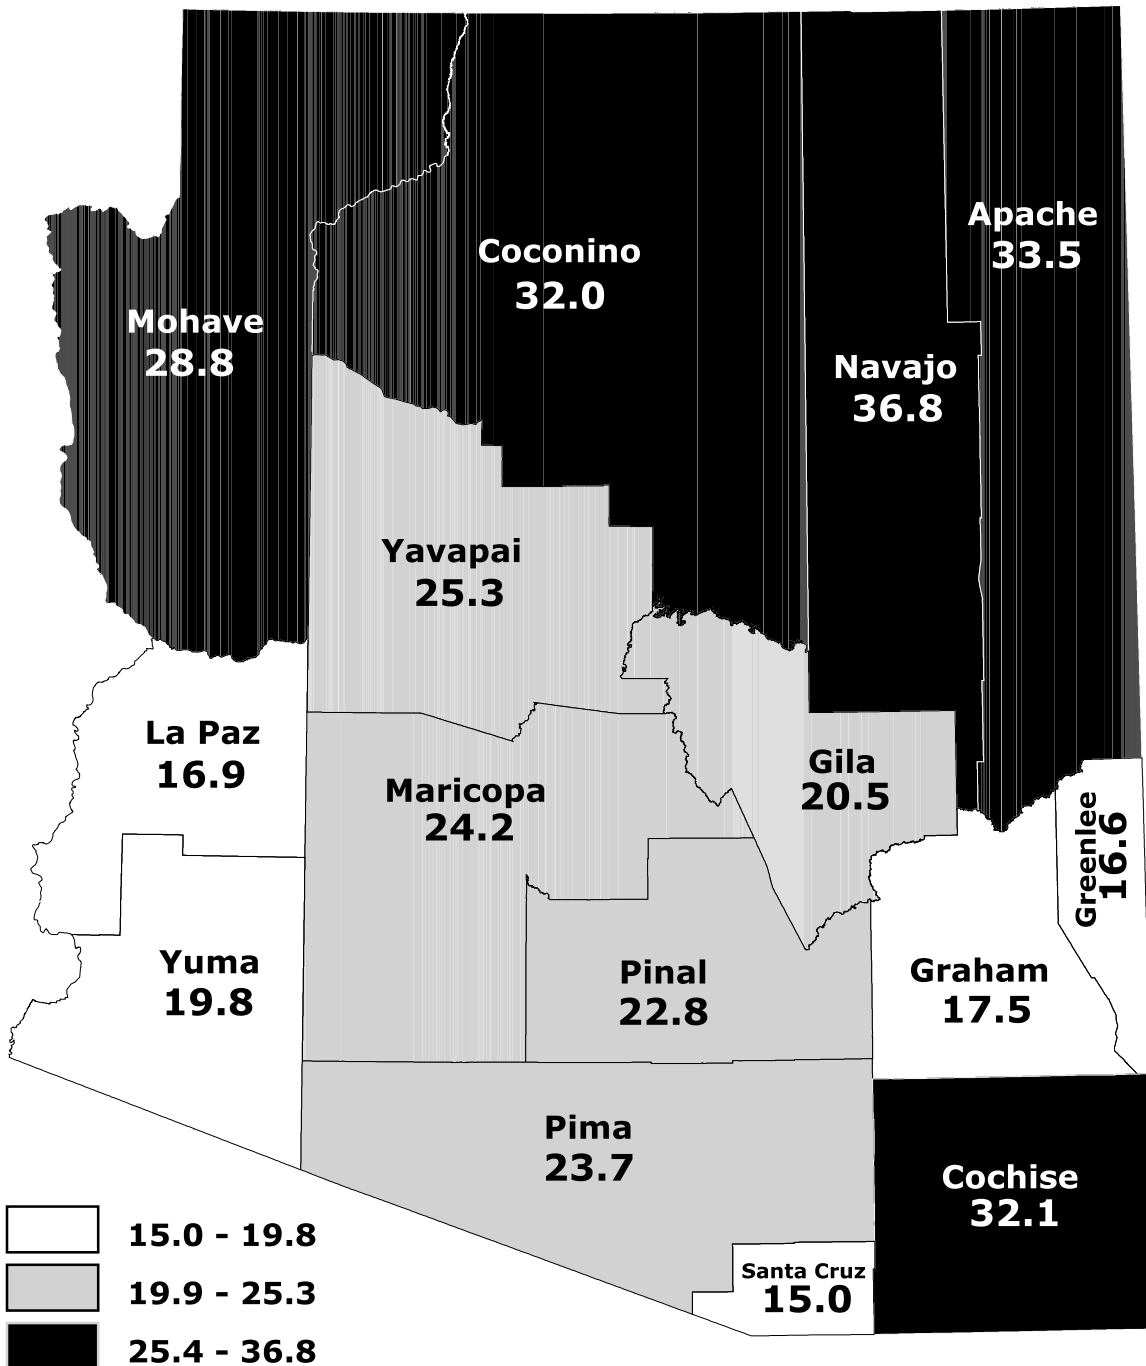 Apache
33.5
Coconino
32.0
Mohave
28.8
Navajo
36.8
Yavapai
25.3
La Paz
16.9
Maricopa
24.2
Gila
20.5
Greenlee
16.6
Yuma
19.8
Pinal
22.8
Graham
17.5
Pima
23.7
Cochise
32.1
Santa Cruz
15.0
15.0 - 19.8
19.9 - 25.3
25.4 - 36.8